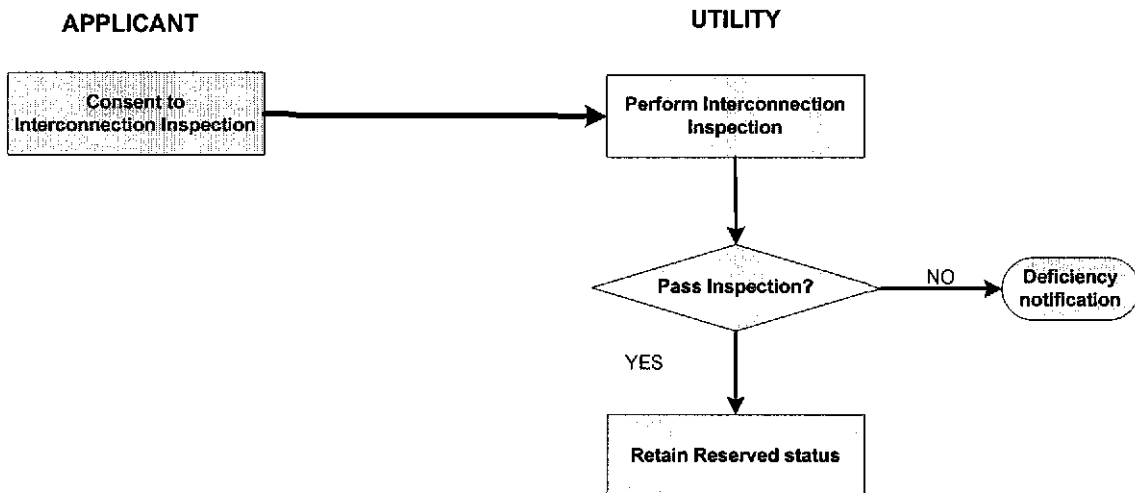 APPLICANT
UTILITY
Consent to
Interconnection Inspection
Perform Interconnection
Inspection
Pass Inspection?
NO
Deficiency
notification
YES
Retain Reserved status